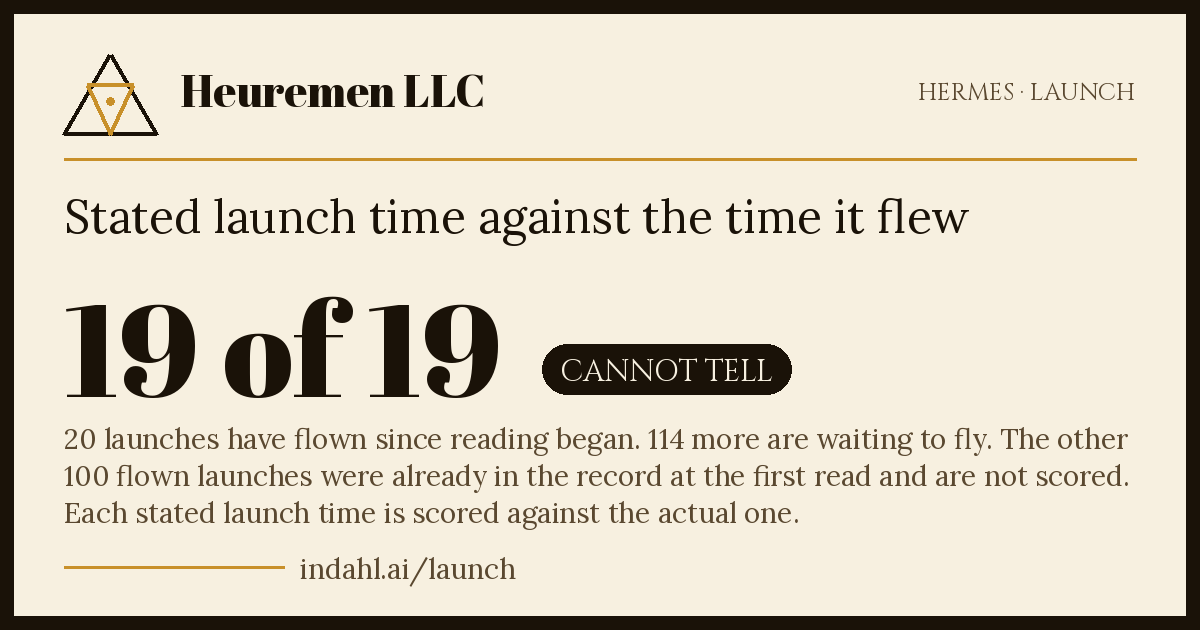 Heuremen LLC
HERMES · LAUNCH
Stated launch time against the time it flew
19 of 19
CANNOT TELL
20 launches have flown since reading began. 114 more are waiting to fly. The other
100 flown launches were already in the record at the first read and are not scored.
Each stated launch time is scored against the actual one.
indahl.ai/launch